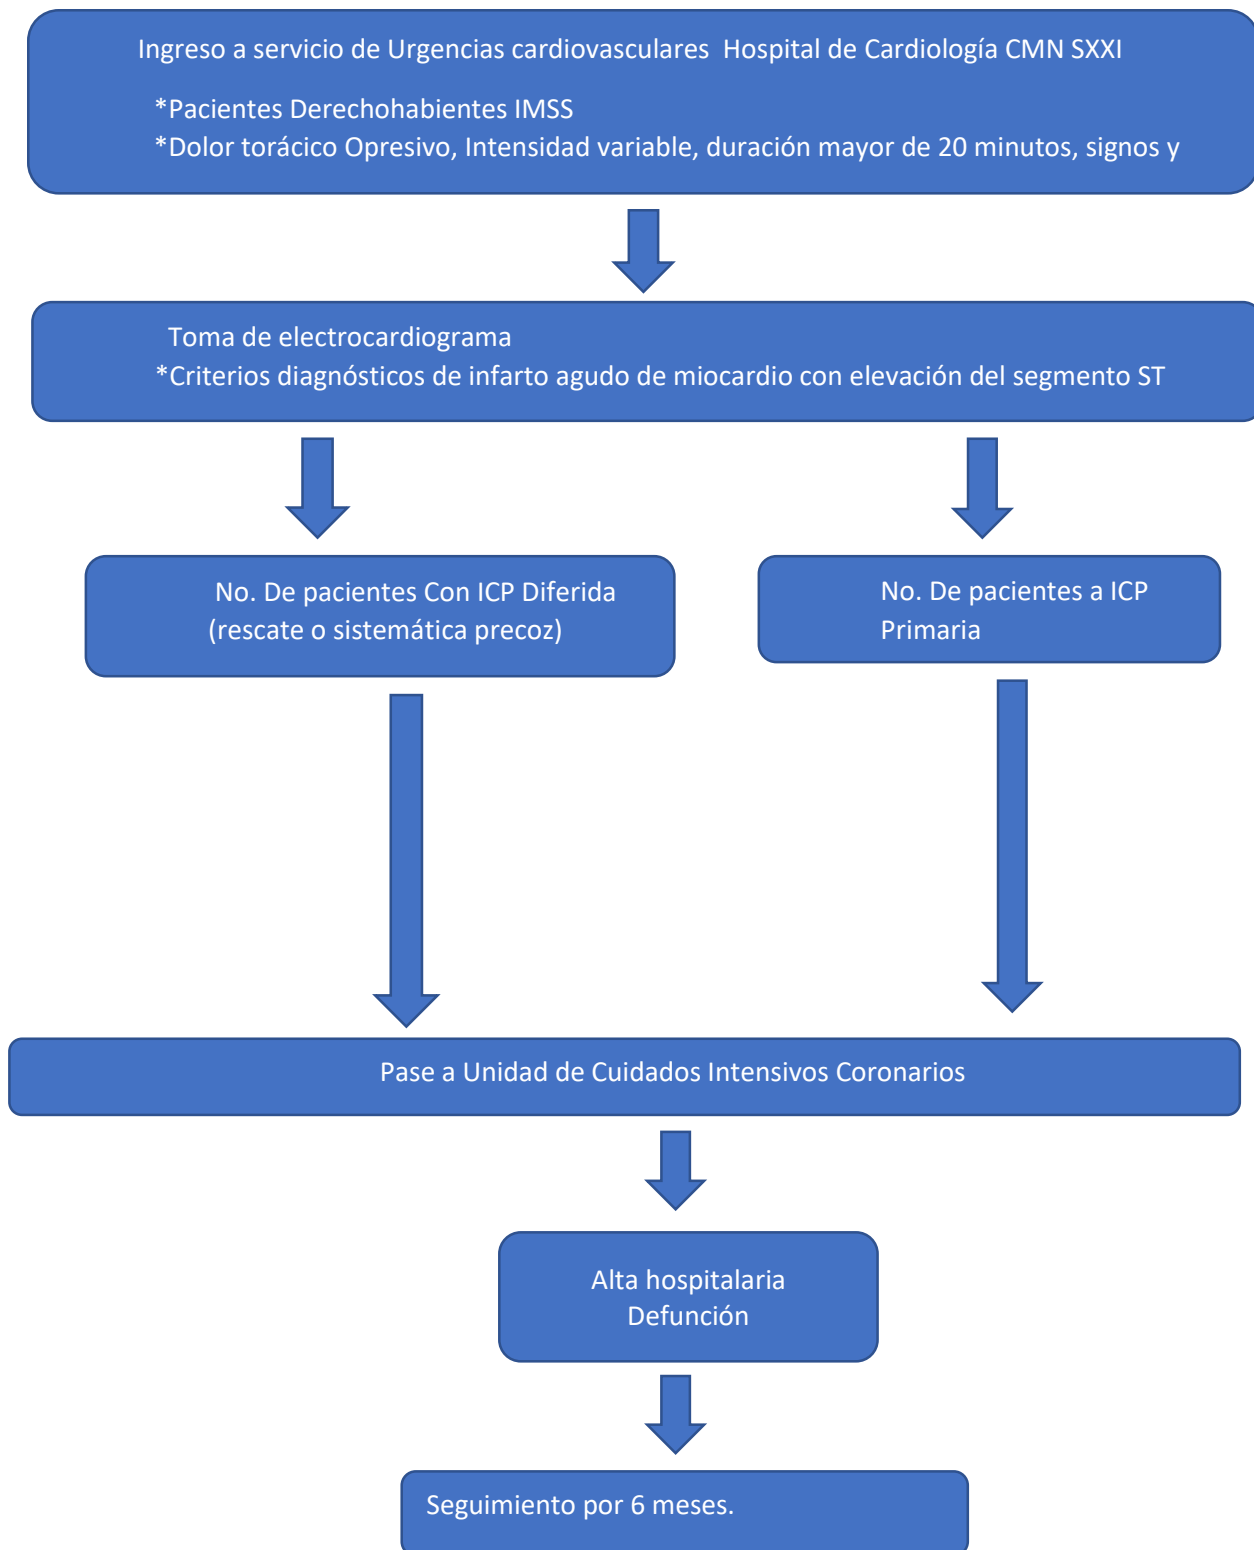 Ingreso a servicio de Urgencias cardiovasculares Hospital de Cardiología CMN SXXI
*Pacientes Derechohabientes IMSS
*Dolor torácico Opresivo, Intensidad variable, duración mayor de 20 minutos, signos y
Toma de electrocardiograma
*Criterios diagnósticos de infarto agudo de miocardio con elevación del segmento ST
No. De pacientes Con ICP Diferida
(rescate o sistemática precoz)
No. De pacientes a ICP
Primaria
Pase a Unidad de Cuidados Intensivos Coronarios
Alta hospitalaria
Defunción
Seguimiento por 6 meses.